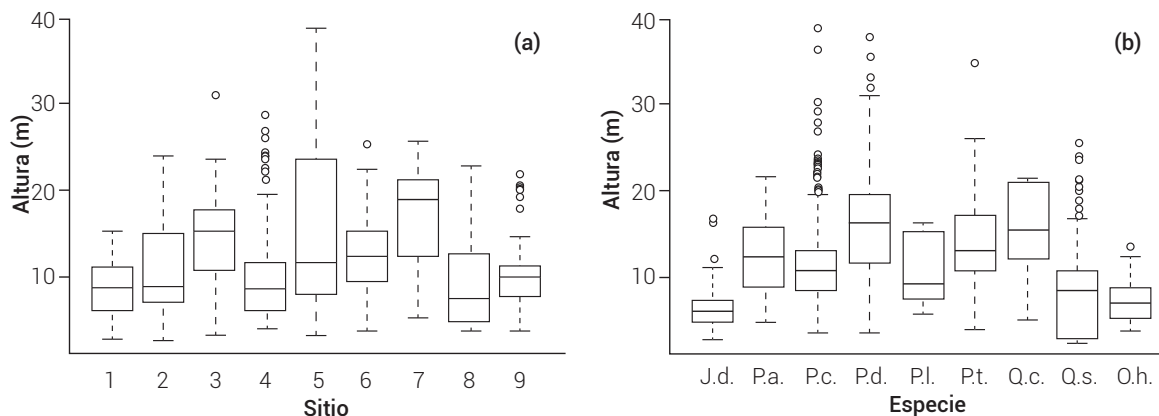 40
30
20
10
Altura (m)
(a)
1 2 3 4 5 6 7 8 9
Sitio
40
30
20
10
Altura (m)
(b)
J.d. P.a. P.c. P.d. P.l. P.t. Q.c. Q.s. O.h.
Especie